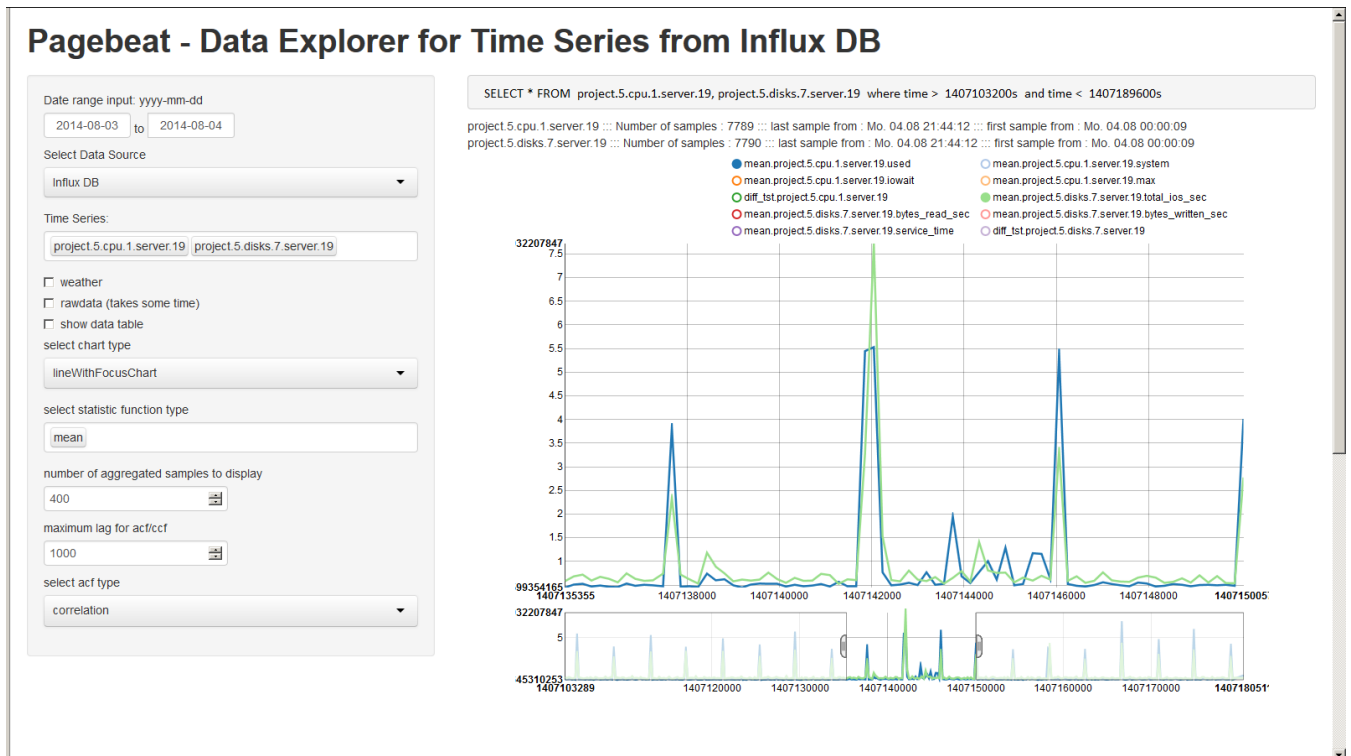 Pagebeat - Data Explorer for Time Series from Influx DB
Date range input: yyyy-mm-dd
2014-08-03 to 2014-08-04
Select Data Source
Influx DB
Time Series:
project.5.cpu.1.server.19 project.5.disks.7.server.19
weather
rawdata (takes some time)
show data table
select chart type
lineWithFocusChart
select statistic function type
mean
number of aggregated samples to display
400
maximum lag for acf/ccf
1000
select acf type
correlation
SELECT * FROM project.5.cpu.1.server.19, project.5.disks.7.server.19 where time > 1407103200s and time < 1407189600s
project.5.cpu.1.server.19 ::: Number of samples : 7789 ::: last sample from : Mo. 04.08 21:44:12 ::: first sample from : Mo. 04.08 00:00:09
project.5.disks.7.server.19 ::: Number of samples : 7790 ::: last sample from : Mo. 04.08 21:44:12 ::: first sample from : Mo. 04.08 00:00:09
mean.project.5.cpu.1.server.19.used mean.project.5.cpu.1.server.19.system
mean.project.5.cpu.1.server.19.iowait mean.project.5.cpu.1.server.19.max
diff_tst.project.5.cpu.1.server.19 mean.project.5.disks.7.server.19.total_ios_sec
mean.project.5.disks.7.server.19.bytes_read_sec mean.project.5.disks.7.server.19.bytes_written_sec
mean.project.5.disks.7.server.19.service_time diff_tst.project.5.disks.7.server.19
32207847
7.5
7
6.5
6
5.5
5
4.5
4
3.5
3
2.5
2
1.5
1
99354165
1407135355 1407138000 1407140000 1407142000 1407144000 1407146000 1407148000 140715005
32207847
5
45310253
1407103289 1407120000 1407130000 1407140000 1407150000 1407160000 1407170000 140718051